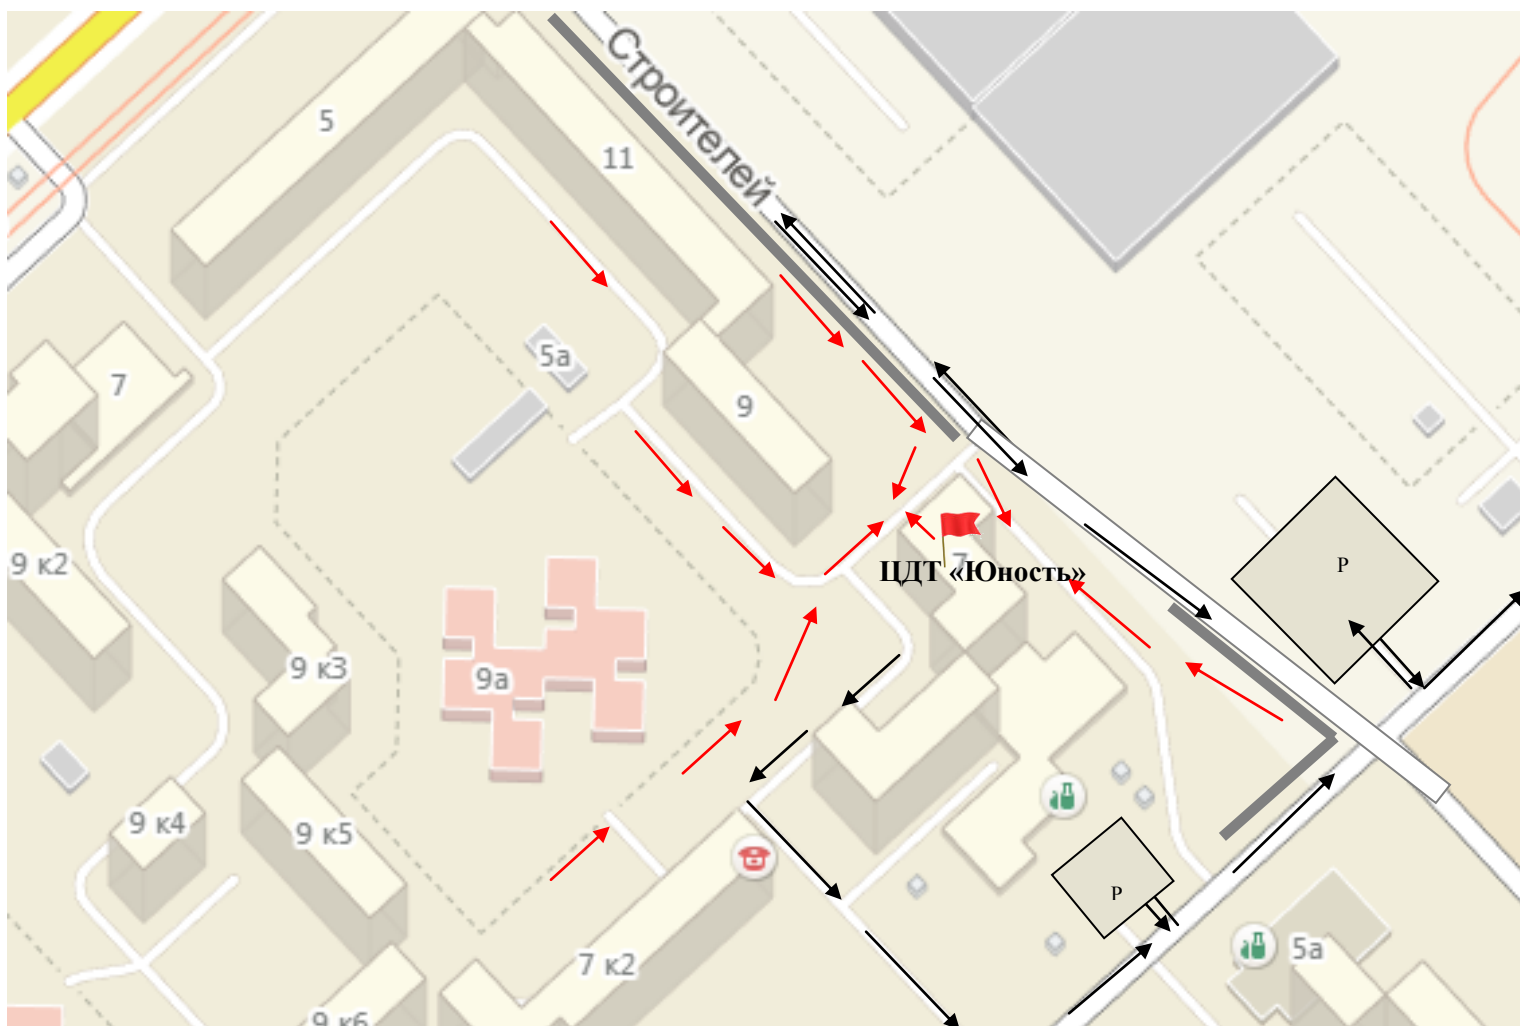 Строителей
5
11
5а
7
9
9 к2
Р
7
ЦДТ «Юность»
9 к3
9а
9 к4
9 к5
Р
7 к2
5а
9 к6